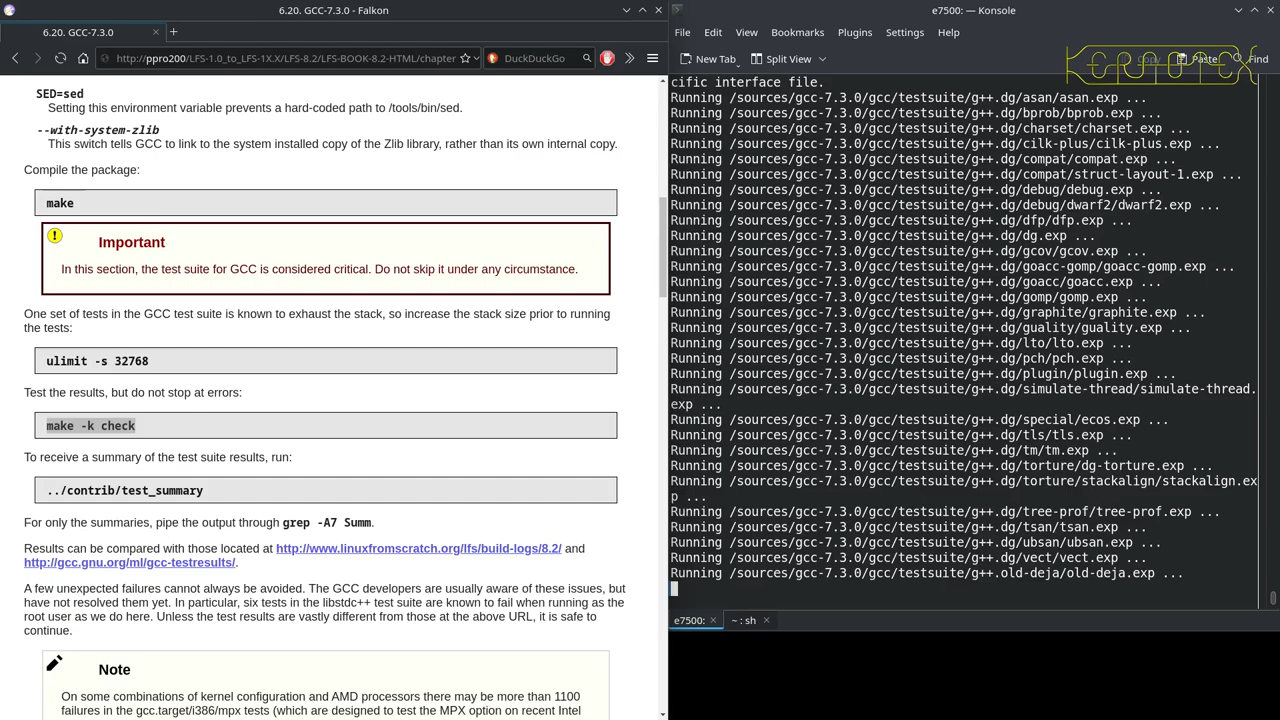 6.20. GCC-7.3.0 - Falkon
6.20. GCC-7.3.0
http://ppro200/LFS-1.0_to_LFS-1X.X/LFS-8.2/LFS-BOOK-8.2-HTML/chapter
DuckDuckGo
SED=sed
Setting this environment variable prevents a hard-coded path to /tools/bin/sed.
--with-system-zlib
This switch tells GCC to link to the system installed copy of the Zlib library, rather than its own internal copy.
Compile the package:
make
Important
In this section, the test suite for GCC is considered critical. Do not skip it under any circumstance.
One set of tests in the GCC test suite is known to exhaust the stack, so increase the stack size prior to running
the tests:
ulimit -s 32768
Test the results, but do not stop at errors:
make -k check
To receive a summary of the test suite results, run:
../contrib/test_summary
For only the summaries, pipe the output through grep -A7 Summ.
Results can be compared with those located at http://www.linuxfromscratch.org/lfs/build-logs/8.2/ and
http://gcc.gnu.org/ml/gcc-testresults/.
A few unexpected failures cannot always be avoided. The GCC developers are usually aware of these issues, but
have not resolved them yet. In particular, six tests in the libstdc++ test suite are known to fail when running as the
root user as we do here. Unless the test results are vastly different from those at the above URL, it is safe to
continue.
Note
On some combinations of kernel configuration and AMD processors there may be more than 1100
failures in the gcc.target/i386/mpx tests (which are designed to test the MPX option on recent Intel
e7500: — Konsole
File Edit View Bookmarks Plugins Settings Help
New Tab Split View Copy Paste Find
cific interface file.
Running /sources/gcc-7.3.0/gcc/testsuite/g++.dg/asan/asan.exp ...
Running /sources/gcc-7.3.0/gcc/testsuite/g++.dg/bprob/bprob.exp ...
Running /sources/gcc-7.3.0/gcc/testsuite/g++.dg/charset/charset.exp ...
Running /sources/gcc-7.3.0/gcc/testsuite/g++.dg/cilk-plus/cilk-plus.exp ...
Running /sources/gcc-7.3.0/gcc/testsuite/g++.dg/compat/compat.exp ...
Running /sources/gcc-7.3.0/gcc/testsuite/g++.dg/compat/struct-layout-1.exp ...
Running /sources/gcc-7.3.0/gcc/testsuite/g++.dg/debug/debug.exp ...
Running /sources/gcc-7.3.0/gcc/testsuite/g++.dg/debug/dwarf2/dwarf2.exp ...
Running /sources/gcc-7.3.0/gcc/testsuite/g++.dg/dfp/dfp.exp ...
Running /sources/gcc-7.3.0/gcc/testsuite/g++.dg/dg.exp ...
Running /sources/gcc-7.3.0/gcc/testsuite/g++.dg/gcov/gcov.exp ...
Running /sources/gcc-7.3.0/gcc/testsuite/g++.dg/goacc-gomp/goacc-gomp.exp ...
Running /sources/gcc-7.3.0/gcc/testsuite/g++.dg/goacc/goacc.exp ...
Running /sources/gcc-7.3.0/gcc/testsuite/g++.dg/gomp/gomp.exp ...
Running /sources/gcc-7.3.0/gcc/testsuite/g++.dg/graphite/graphite.exp ...
Running /sources/gcc-7.3.0/gcc/testsuite/g++.dg/guality/guality.exp ...
Running /sources/gcc-7.3.0/gcc/testsuite/g++.dg/lto/lto.exp ...
Running /sources/gcc-7.3.0/gcc/testsuite/g++.dg/pch/pch.exp ...
Running /sources/gcc-7.3.0/gcc/testsuite/g++.dg/plugin/plugin.exp ...
Running /sources/gcc-7.3.0/gcc/testsuite/g++.dg/simulate-thread/simulate-thread.
exp ...
Running /sources/gcc-7.3.0/gcc/testsuite/g++.dg/special/ecos.exp ...
Running /sources/gcc-7.3.0/gcc/testsuite/g++.dg/tls/tls.exp ...
Running /sources/gcc-7.3.0/gcc/testsuite/g++.dg/tm/tm.exp ...
Running /sources/gcc-7.3.0/gcc/testsuite/g++.dg/torture/dg-torture.exp ...
Running /sources/gcc-7.3.0/gcc/testsuite/g++.dg/torture/stackalign/stackalign.ex
p ...
Running /sources/gcc-7.3.0/gcc/testsuite/g++.dg/tree-prof/tree-prof.exp ...
Running /sources/gcc-7.3.0/gcc/testsuite/g++.dg/tsan/tsan.exp ...
Running /sources/gcc-7.3.0/gcc/testsuite/g++.dg/ubsan/ubsan.exp ...
Running /sources/gcc-7.3.0/gcc/testsuite/g++.dg/vect/vect.exp ...
Running /sources/gcc-7.3.0/gcc/testsuite/g++.old-deja/old-deja.exp ...
e7500:
~ : sh